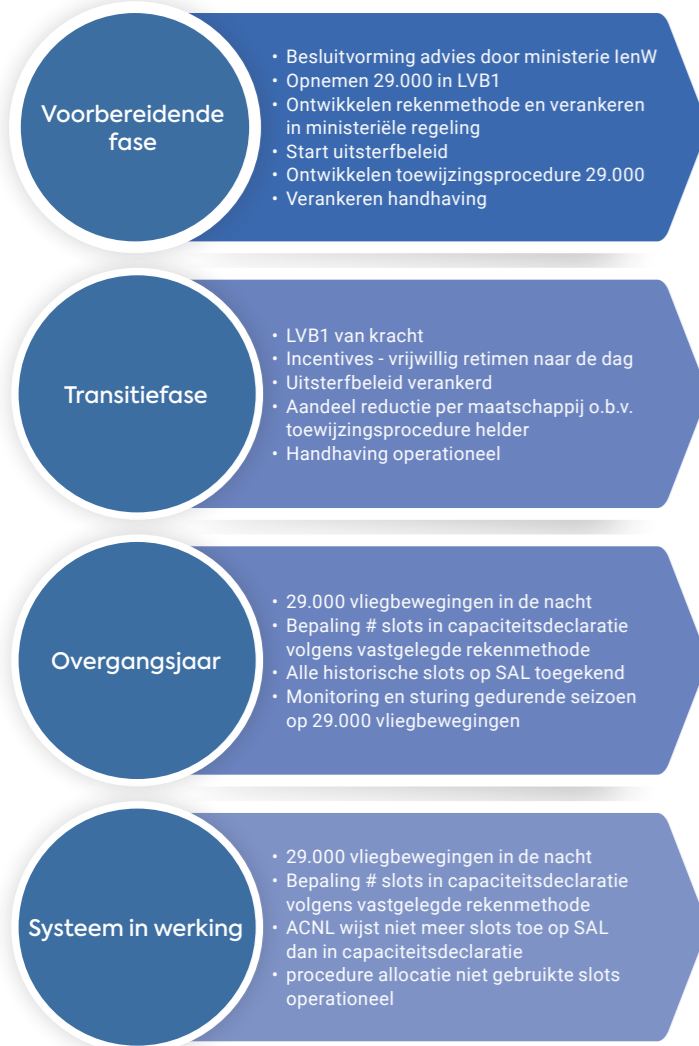 Voorbereidende
fase
• Besluitvorming advies door ministerie IenW
• Opnemen 29.000 in LVB1
• Ontwikkelen rekenmethode en verankeren
in ministeriële regeling
• Start uitsterfbeleid
• Ontwikkelen toewijzingsprocedure 29.000
• Verankeren handhaving
Transitiefase
• LVB1 van kracht
• Incentives - vrijwillig retimen naar de dag
• Uitsterfbeleid verankerd
• Aandeel reductie per maatschappij o.b.v.
toewijzingsprocedure helder
• Handhaving operationeel
Overgangsjaar
• 29.000 vliegbewegingen in de nacht
• Bepaling # slots in capaciteitsdeclaratie
volgens vastgelegde rekenmethode
• Alle historische slots op SAL toegekend
• Monitoring en sturing gedurende seizoen
op 29.000 vliegbewegingen
Systeem in werking
• 29.000 vliegbewegingen in de nacht
• Bepaling # slots in capaciteitsdeclaratie
volgens vastgelegde rekenmethode
• ACNL wijst niet meer slots toe op SAL
dan in capaciteitsdeclaratie
• procedure allocatie niet gebruikte slots
operationeel